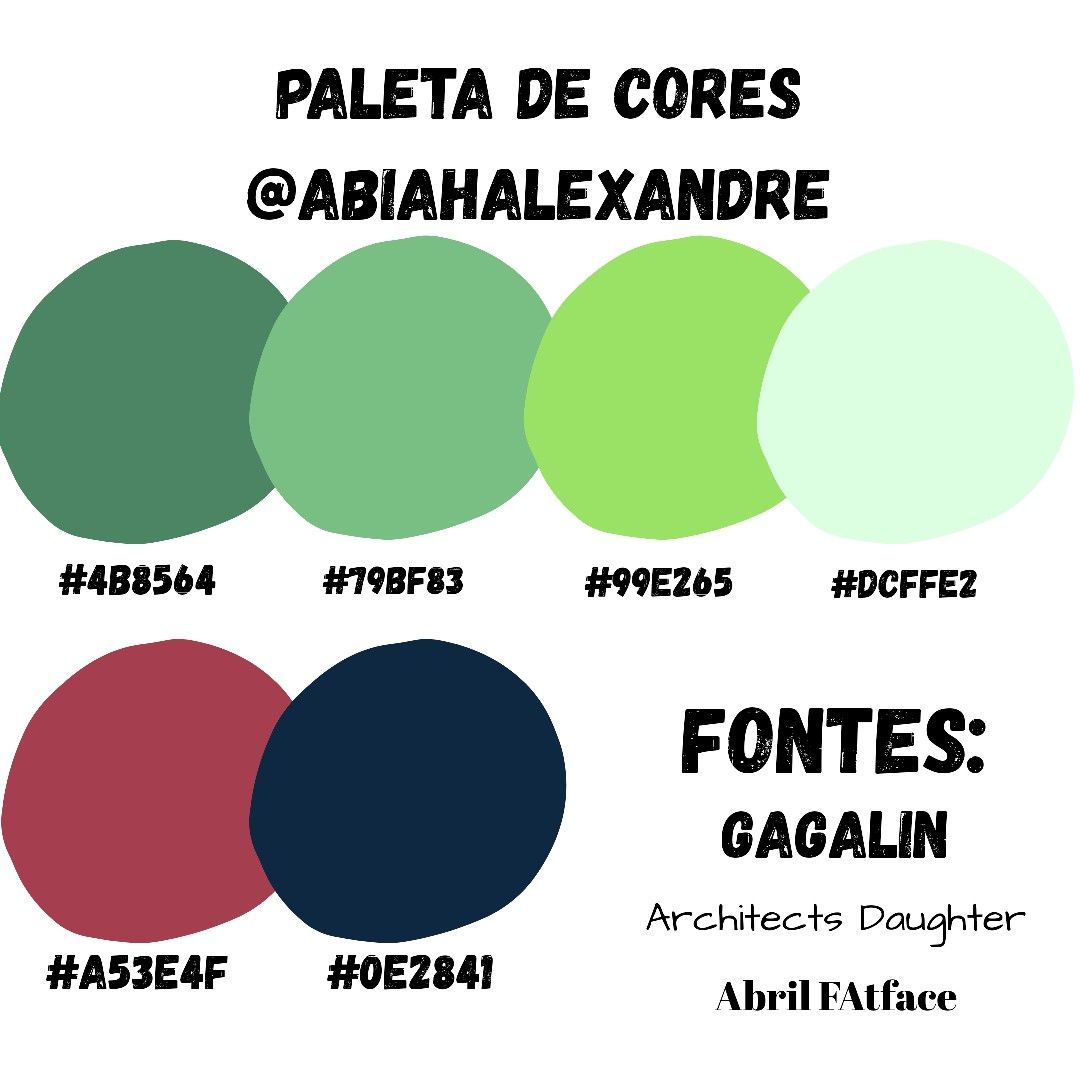 PALETA DE CORES
@ABIAHALEXANDRE
#4B8564
#79BF83
#99E265
#DCFFE2
#A53E4F
#0E2841
FONTES:
GAGALIN
Architects Daughter
Abril FAtface